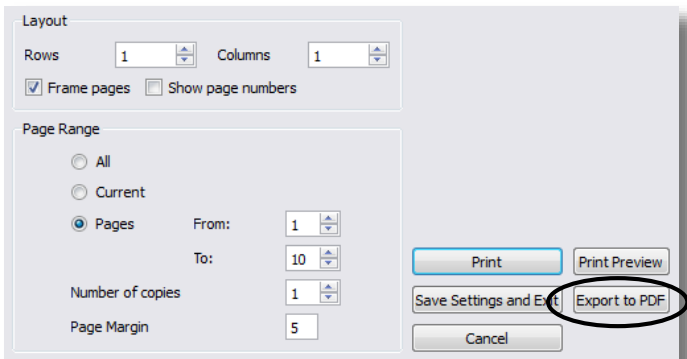 Layout
Rows 1 Columns 1
Frame pages Show page numbers
Page Range
All
Current
Pages From: 1
To: 10
Number of copies 1
Page Margin 5
Print Print Preview
Save Settings and Exit Export to PDF
Cancel